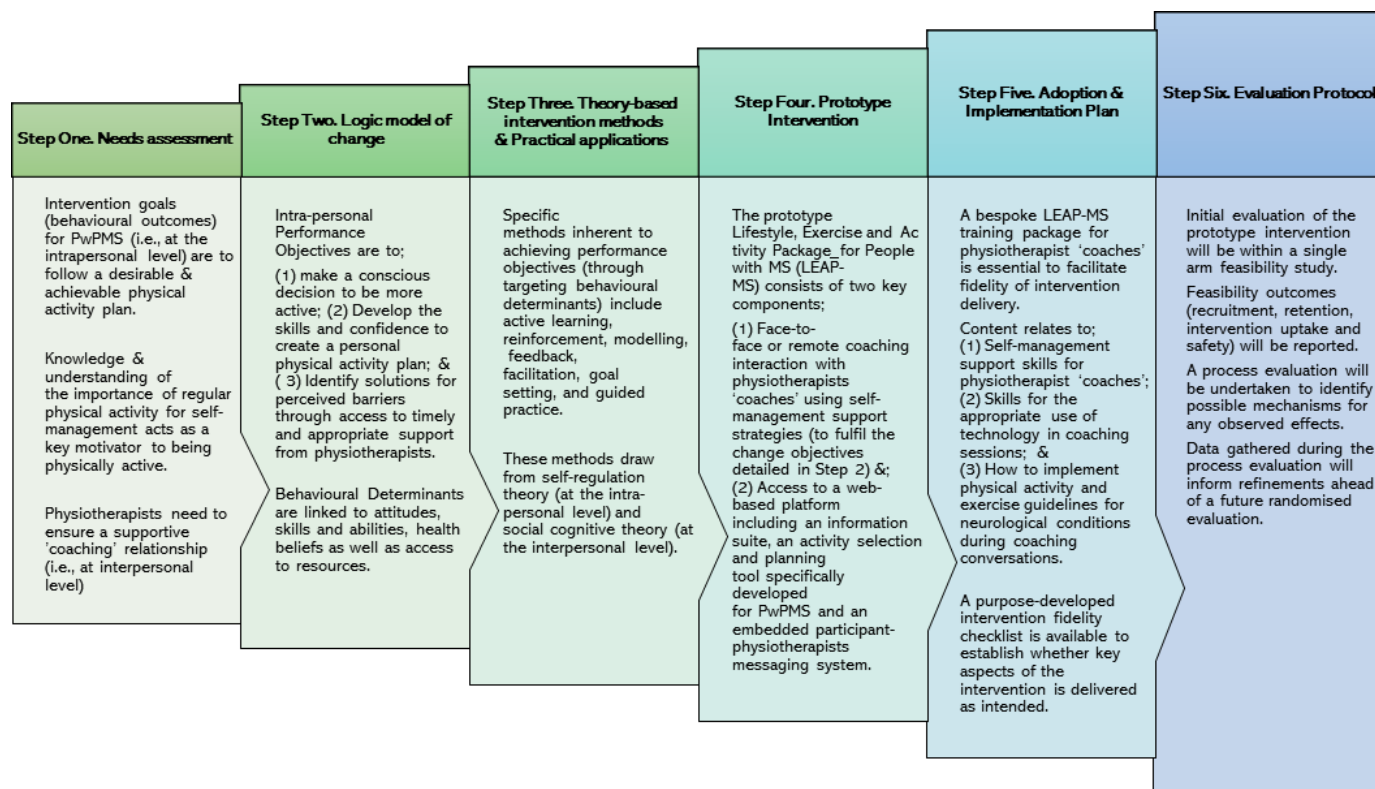 Step One. Needs assessment
Intervention goals
(behavioural outcomes)
for PwPMS (i.e., at the
intrapersonal level) are to
follow a desirable &
achievable physical
activity plan.
Knowledge &
understanding of
the importance of regular
physical activity for self-
management acts as a
key motivator to being
physically active.
Physiotherapists need to
ensure a supportive
'coaching' relationship
(i.e., at interpersonal
level)
Step Two. Logic model of
change
Intra-personal
Performance
Objectives are to;
(1) make a conscious
decision to be more
active; (2) Develop the
skills and confidence to
create a personal
physical activity plan; &
( 3) Identify solutions for
perceived barriers
through access to timely
and appropriate support
from physiotherapists.
Behavioural Determinants
are linked to attitudes,
skills and abilities, health
beliefs as well as access
to resources.
Step Three. Theory-based
intervention methods
& Practical applications
Specific
methods inherent to
achieving performance
objectives (through
targeting behavioural
determinants) include
active learning,
reinforcement, modelling,
feedback,
facilitation, goal
setting, and guided
practice.
These methods draw
from self-regulation
theory (at the intra-
personal level) and
social cognitive theory (at
the interpersonal level).
Step Four. Prototype
Intervention
The prototype
Lifestyle, Exercise and Ac
tivity Package_for People
with MS (LEAP-
MS) consists of two key
components;
(1) Face-to-
face or remote coaching
interaction with
physiotherapists
'coaches' using self-
management support
strategies (to fulfil the
change objectives
detailed in Step 2) &;
(2) Access to a web-
based platform
including an information
suite, an activity selection
and planning
tool specifically
developed
for PwPMS and an
embedded participant-
physiotherapists
messaging system.
Step Five. Adoption &
Implementation Plan
A bespoke LEAP-MS
training package for
physiotherapist 'coaches'
is essential to facilitate
fidelity of intervention
delivery.
Content relates to;
(1) Self-management
support skills for
physiotherapist 'coaches';
(2) Skills for the
appropriate use of
technology in coaching
sessions; &
(3) How to implement
physical activity and
exercise guidelines for
neurological conditions
during coaching
conversations.
A purpose-developed
intervention fidelity
checklist is available to
establish whether key
aspects of the
intervention is delivered
as intended.
Step Six. Evaluation Protocol
Initial evaluation of the
prototype intervention
will be within a single
arm feasibility study.
Feasibility outcomes
(recruitment, retention,
intervention uptake and
safety) will be reported.
A process evaluation will
be undertaken to identify
possible mechanisms for
any observed effects.
Data gathered during the
process evaluation will
inform refinements ahead
of a future randomised
evaluation.